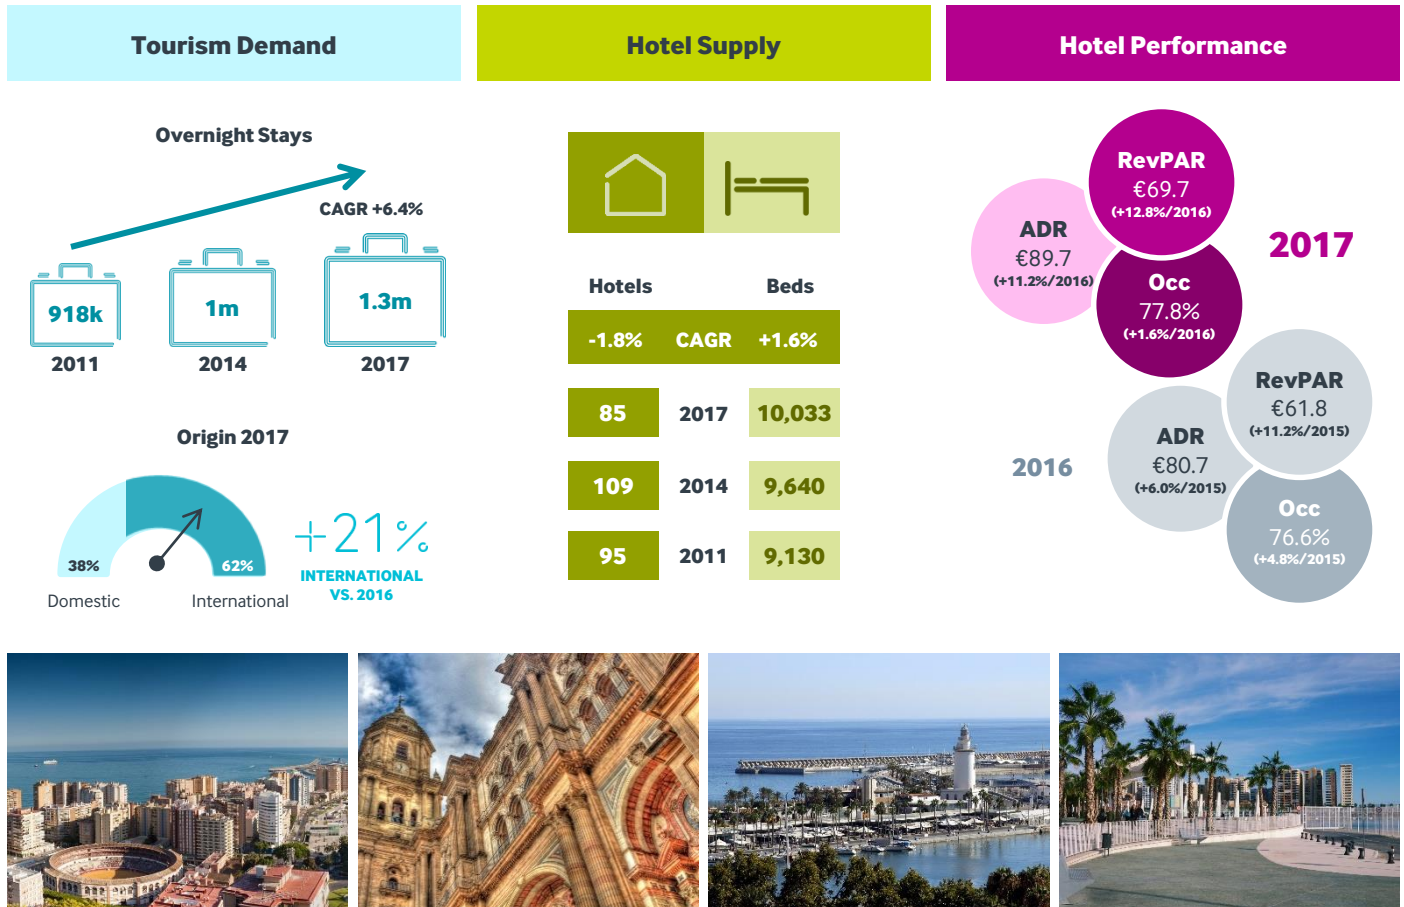 Tourism Demand
Overnight Stays
CAGR +6.4%
918k
1m
1.3m
2011
2014
2017
Origin 2017
38%
62%
Domestic
International
+21%
INTERNATIONAL
VS. 2016
Hotel Supply
Hotels
Beds
-1.8% CAGR +1.6%
85 2017 10,033
109 2014 9,640
95 2011 9,130
Hotel Performance
2017
RevPAR
€69.7
(+12.8%/2016)
ADR
€89.7
(+11.2%/2016)
Occ
77.8%
(+1.6%/2016)
2016
RevPAR
€61.8
(+11.2%/2015)
ADR
€80.7
(+6.0%/2015)
Occ
76.6%
(+4.8%/2015)